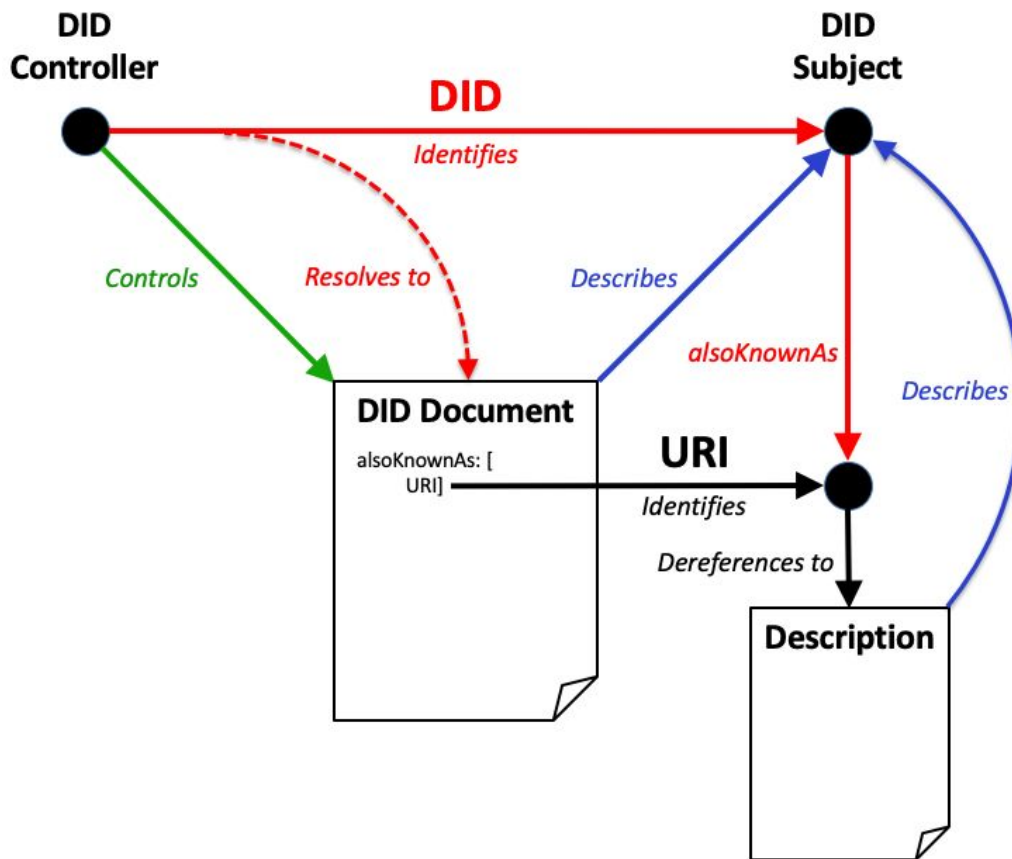 DID
Controller
DID
Subject
DID
Identifies
Controls
Resolves to
Describes
alsoKnownAs
Describes
DID Document
alsoKnownAs: [
URI]
URI
Identifies
Dereferences to
Description